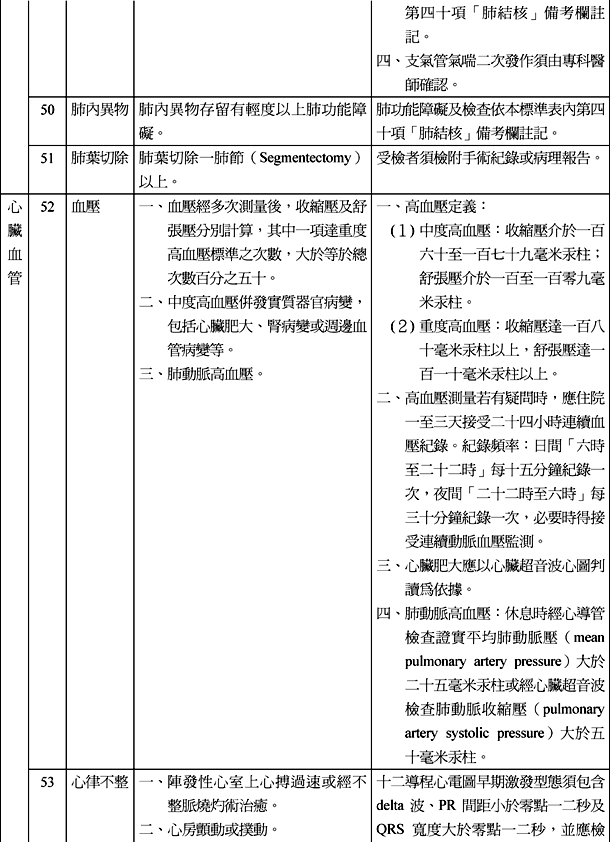 第四十項「肺結核」備考欄註
記。
四、支氣管氣喘二次發作須由專科醫
師確認。
50
肺內異物
肺內異物存留有輕度以上肺功能障
礙。
肺功能障礙及檢查依本標準表內第四
十項「肺結核」備考欄註記。
51
肺葉切除
肺葉切除一肺節（Segmentectomy）
以上。
受檢者須檢附手術紀錄或病理報告。
心
臟
血
管
52
血壓
一、血壓經多次測量後，收縮壓及舒
張壓分別計算，其中一項達重度
高血壓標準之次數，大於等於總
次數百分之五十。
二、中度高血壓併發實質器官病變，
包括心臟肥大、腎病變或週邊血
管病變等。
三、肺動脈高血壓。
一、高血壓定義：
(1)中度高血壓：收縮壓介於一百
六十至一百七十九毫米汞柱；
舒張壓介於一百至一百零九毫
米汞柱。
(2)重度高血壓：收縮壓達一百八
十毫米汞柱以上，舒張壓達一
百一十毫米汞柱以上。
二、高血壓測量若有疑問時，應住院
一至三天接受二十四小時連續血
壓紀錄。紀錄頻率：日間「六時
至二十二時」每十五分鐘紀錄一
次，夜間「二十二時至六時」每
三十分鐘紀錄一次，必要時得接
受連續動脈血壓監測。
三、心臟肥大應以心臟超音波心圖判
讀為依據。
四、肺動脈高血壓：休息時經心導管
檢查證實平均肺動脈壓（mean
pulmonary artery pressure）大於
二十五毫米汞柱或經心臟超音波
檢查肺動脈收縮壓（pulmonary
artery systolic pressure）大於五
十毫米汞柱。
53
心律不整
一、陣發性心室上心搏過速或經不
整脈燒灼術治癒。
二、心房顫動或撲動。
十二導程心電圖早期激發型態須包含
delta 波、PR 間距小於零點一二秒及
QRS 寬度大於零點一二秒，並應檢